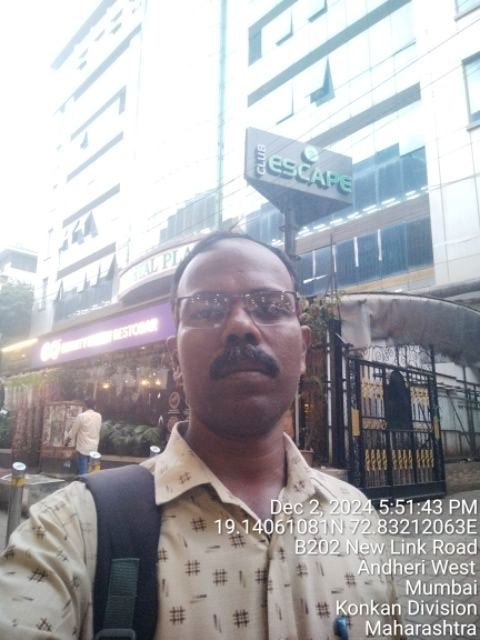 CLUB
ESCAPE
RESTOBAR
Dec 2, 2024 5:51:43 PM
19.14061081N 72.83212063E
B202 New Link Road
Andheri West
Mumbai
Konkan Division
Maharashtra